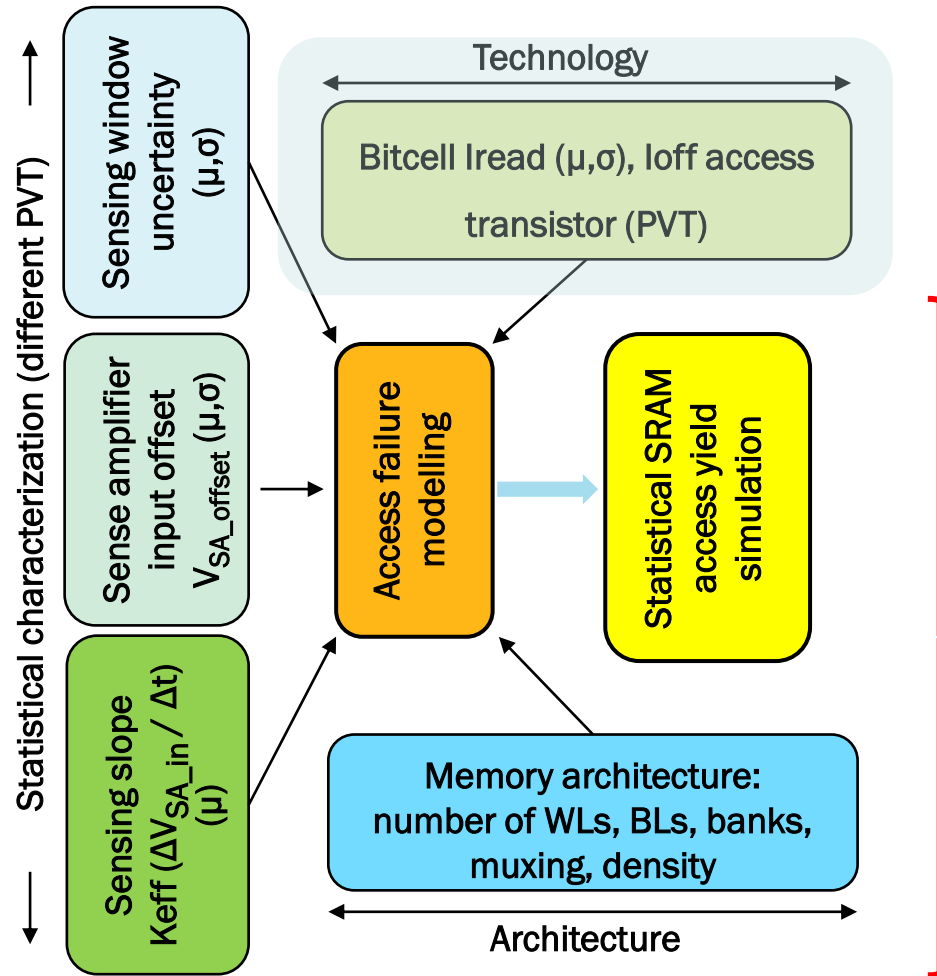 Statistical characterization (different PVT)
Sensing window
uncertainty
(μ,σ)
Sense amplifier
input offset
V_SA_offset (μ,σ)
Sensing slope
Keff (ΔV_SA_in / Δt)
(μ)
Technology
Bitcell Iread (μ,σ), Ioff access
transistor (PVT)
Access failure
modelling
Statistical SRAM
access yield
simulation
Memory architecture:
number of WLs, BLs, banks,
muxing, density
Architecture